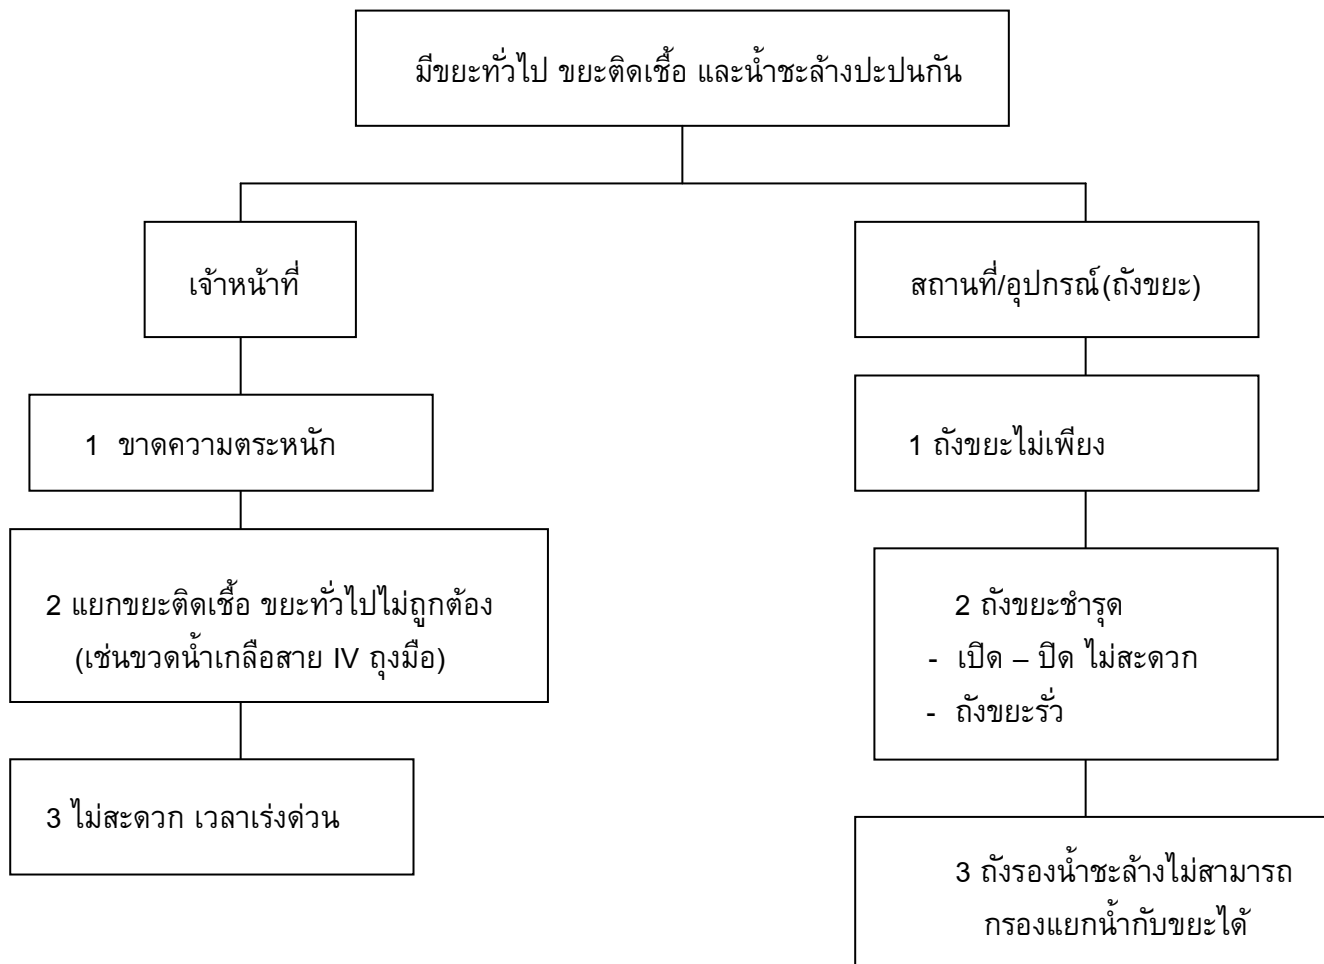 มีขยะทั่วไป ขยะติดเชื้อ และน้ำชะล้างปะปนกัน
เจ้าหน้าที่
1 ขาดความตระหนัก
2 แยกขยะติดเชื้อ ขยะทั่วไปไม่ถูกต้อง
(เช่นขวดน้ำเกลือสาย IV ถุงมือ)
3 ไม่สะดวก เวลาเร่งด่วน
สถานที่/อุปกรณ์(ถังขยะ)
1 ถังขยะไม่เพียง
2 ถังขยะชำรุด
- เปิด – ปิด ไม่สะดวก
- ถังขยะรั่ว
3 ถังรองน้ำชะล้างไม่สามารถ
กรองแยกน้ำกับขยะได้